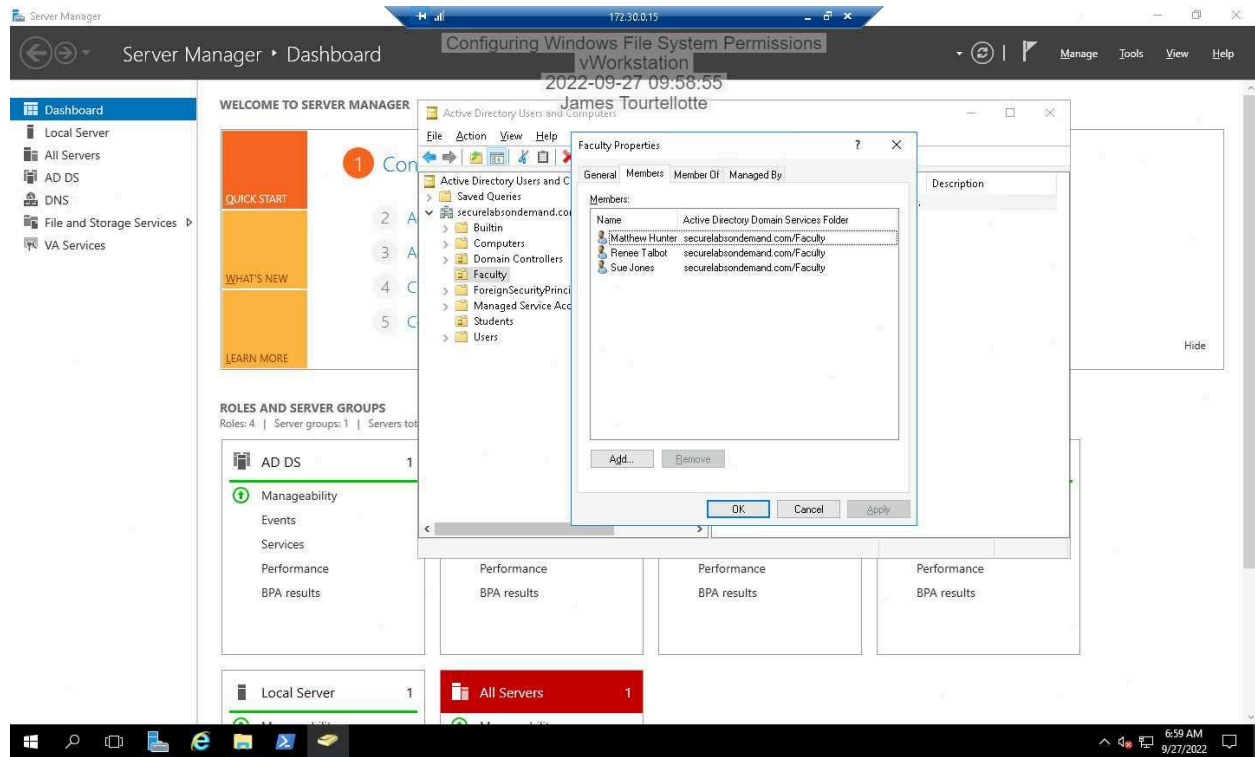 Server Manager
172.30.0.15
Server Manager • Dashboard
Manage Tools View Help
Configuring Windows File System Permissions
vWorkstation
2022-09-27 09:58:55
James Tourtellotte
Dashboard
Local Server
All Servers
AD DS
DNS
File and Storage Services
VA Services
WELCOME TO SERVER MANAGER
QUICK START
WHAT'S NEW
LEARN MORE
1 Con
2 A
3 A
4 C
5 C
Hide
Active Directory Users and Computers
File Action View Help
Active Directory Users and C
Saved Queries
securelabsondemand.co
Builtin
Computers
Domain Controllers
Faculty
ForeignSecurityPrinci
Managed Service Acc
Students
Users
Description
Faculty Properties
General Members Member Of Managed By
Members:
Name Active Directory Domain Services Folder
Matthew Hunter securelabsondemand.com/Faculty
Renee Talbot securelabsondemand.com/Faculty
Sue Jones securelabsondemand.com/Faculty
Add... Remove
OK Cancel Apply
ROLES AND SERVER GROUPS
Roles: 4 | Server groups: 1 | Servers tot
AD DS 1
Manageability
Events
Services
Performance
BPA results
Performance
BPA results
Performance
BPA results
Performance
BPA results
Local Server 1
All Servers 1
6:59 AM
9/27/2022